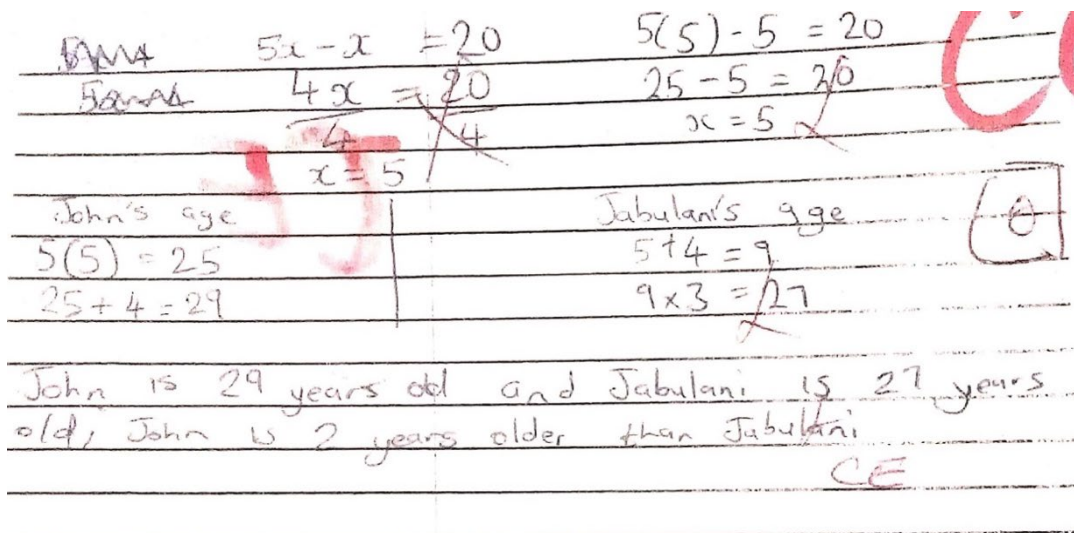 5x - x = 20 5(5) - 5 = 20
4x = 20 25 - 5 = 20
4 4 x = 5
x = 5
John's age Jabulani's age
5(5) = 25 5+4 = 9
25 + 4 = 29 9x3 = 27
0
John is 29 years old and Jabulani is 27 years
old, John is 2 years older than Jabulani
CE